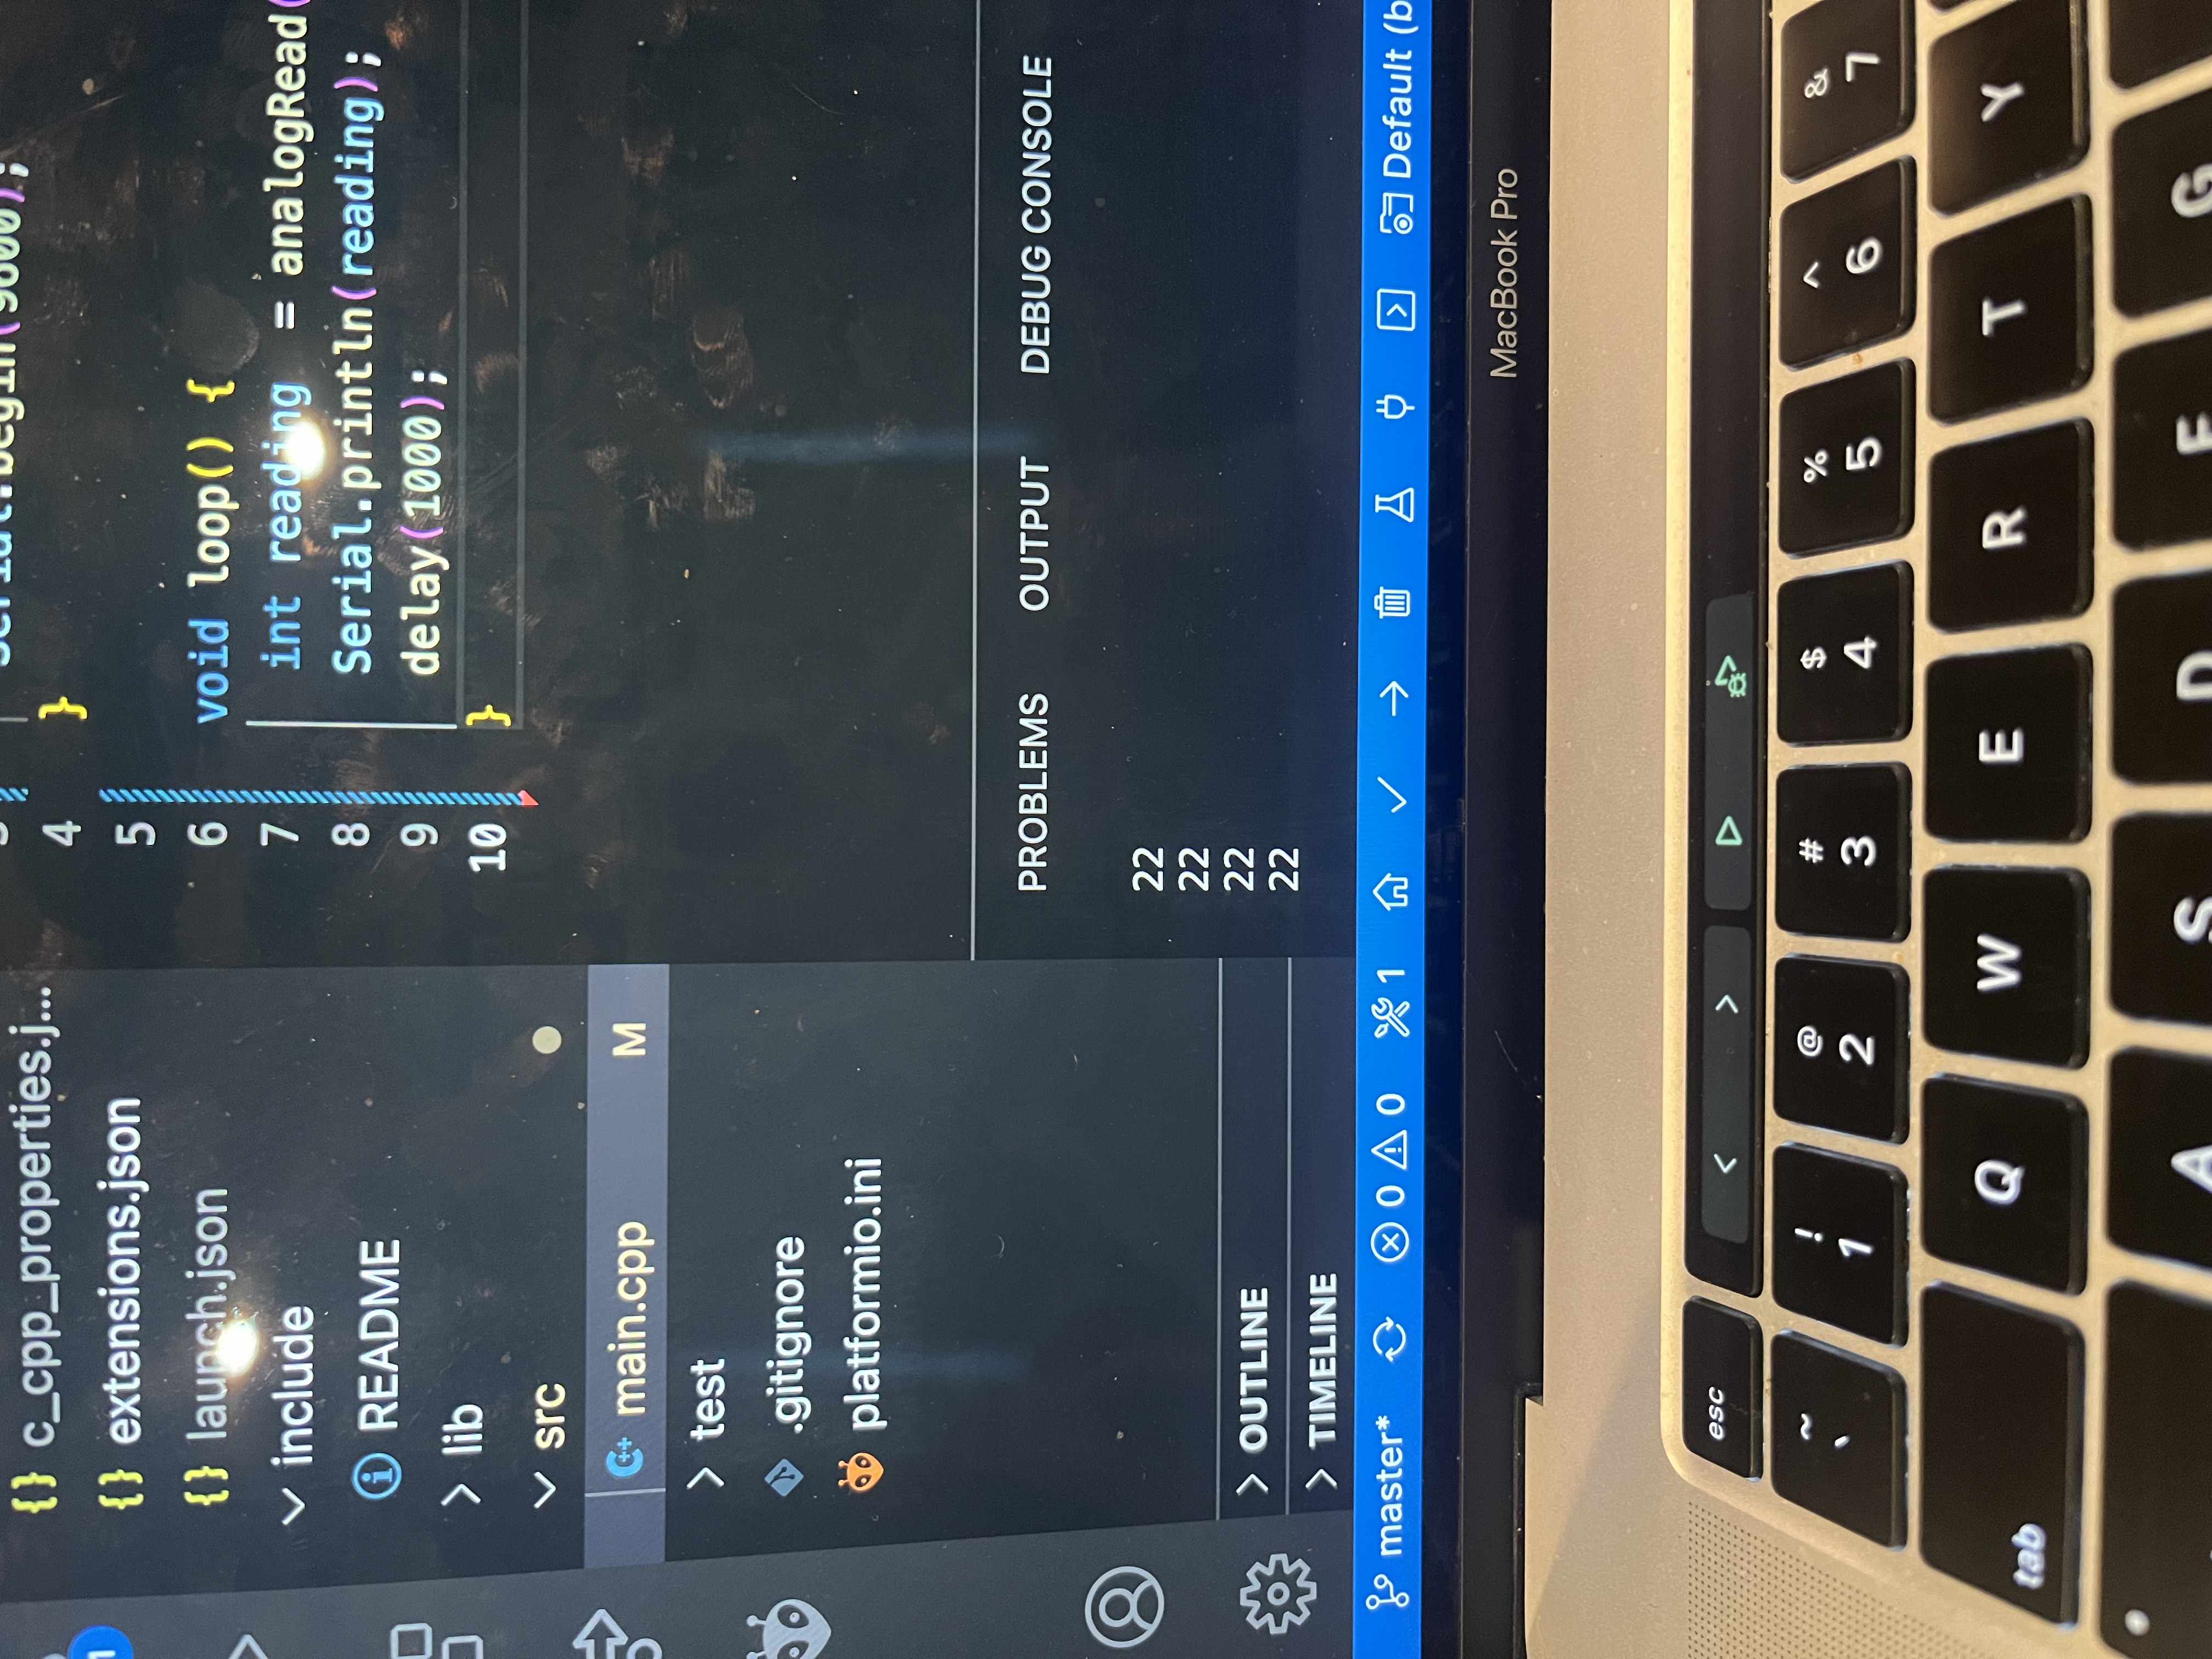 1
{} c_cpp_properties.j...
{} extensions.json
{} launch.json
include
README
lib
src
C++ main.cpp M
test
.gitignore
platformio.ini
OUTLINE
TIMELINE
3 Serial.begin(9600);
4 }
5
6 void loop() {
7 int reading  = analogRead(
8 Serial.println(reading);
9 delay(1000);
10 }
PROBLEMS OUTPUT DEBUG CONSOLE
22
22
22
22
master* 0 0 1 Default (b
MacBook Pro
esc < >
~ ! @ # $ % ^ &
` 1 2 3 4 5 6 7
tab Q W E R T Y
A S D F G